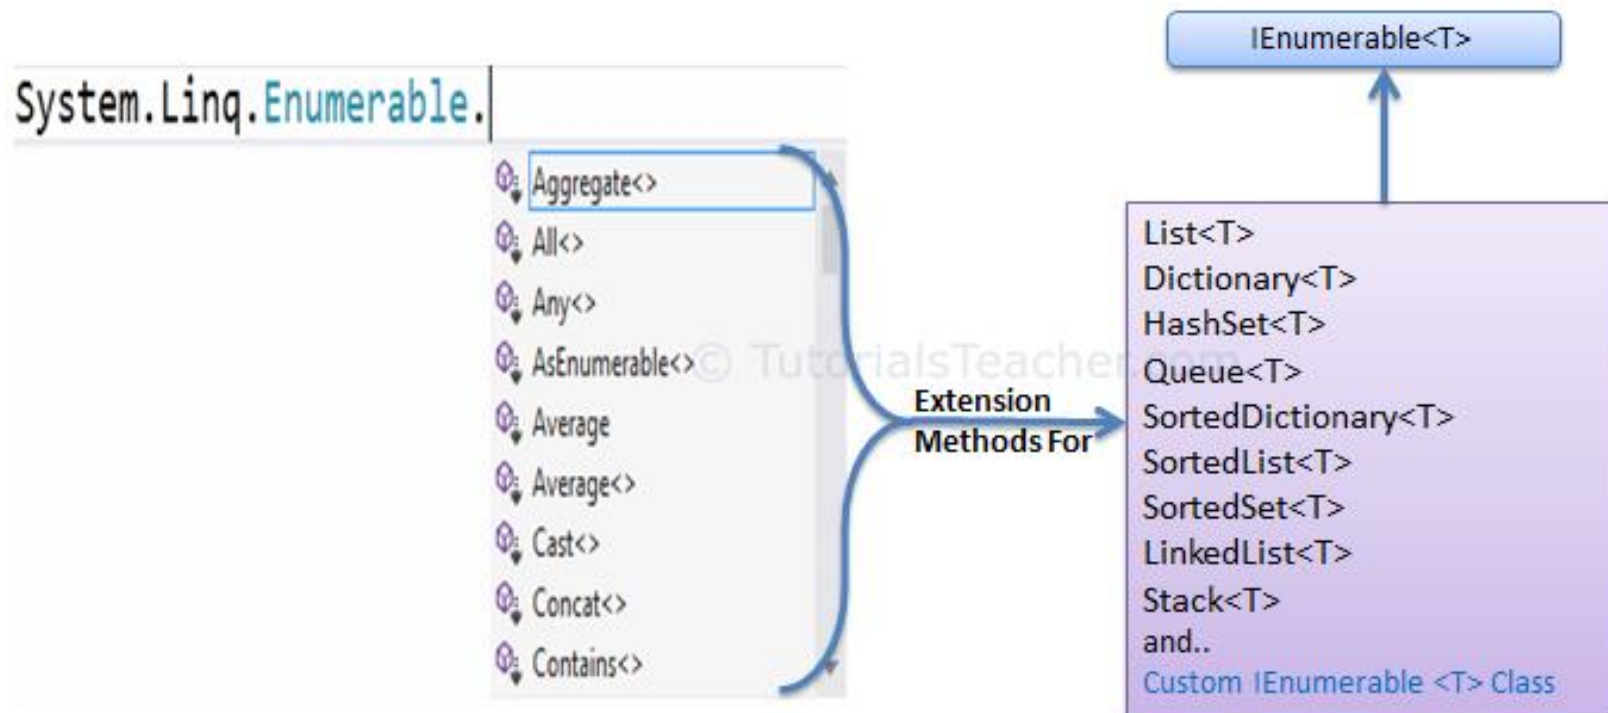 System.Linq.Enumerable.
Aggregate<>
All<>
Any<>
AsEnumerable<>
Average
Average<>
Cast<>
Concat<>
Contains<>
© TutorialsTeacher.com
Extension
Methods For
IEnumerable<T>
List<T>
Dictionary<T>
HashSet<T>
Queue<T>
SortedDictionary<T>
SortedList<T>
SortedSet<T>
LinkedList<T>
Stack<T>
and..
Custom IEnumerable <T> Class